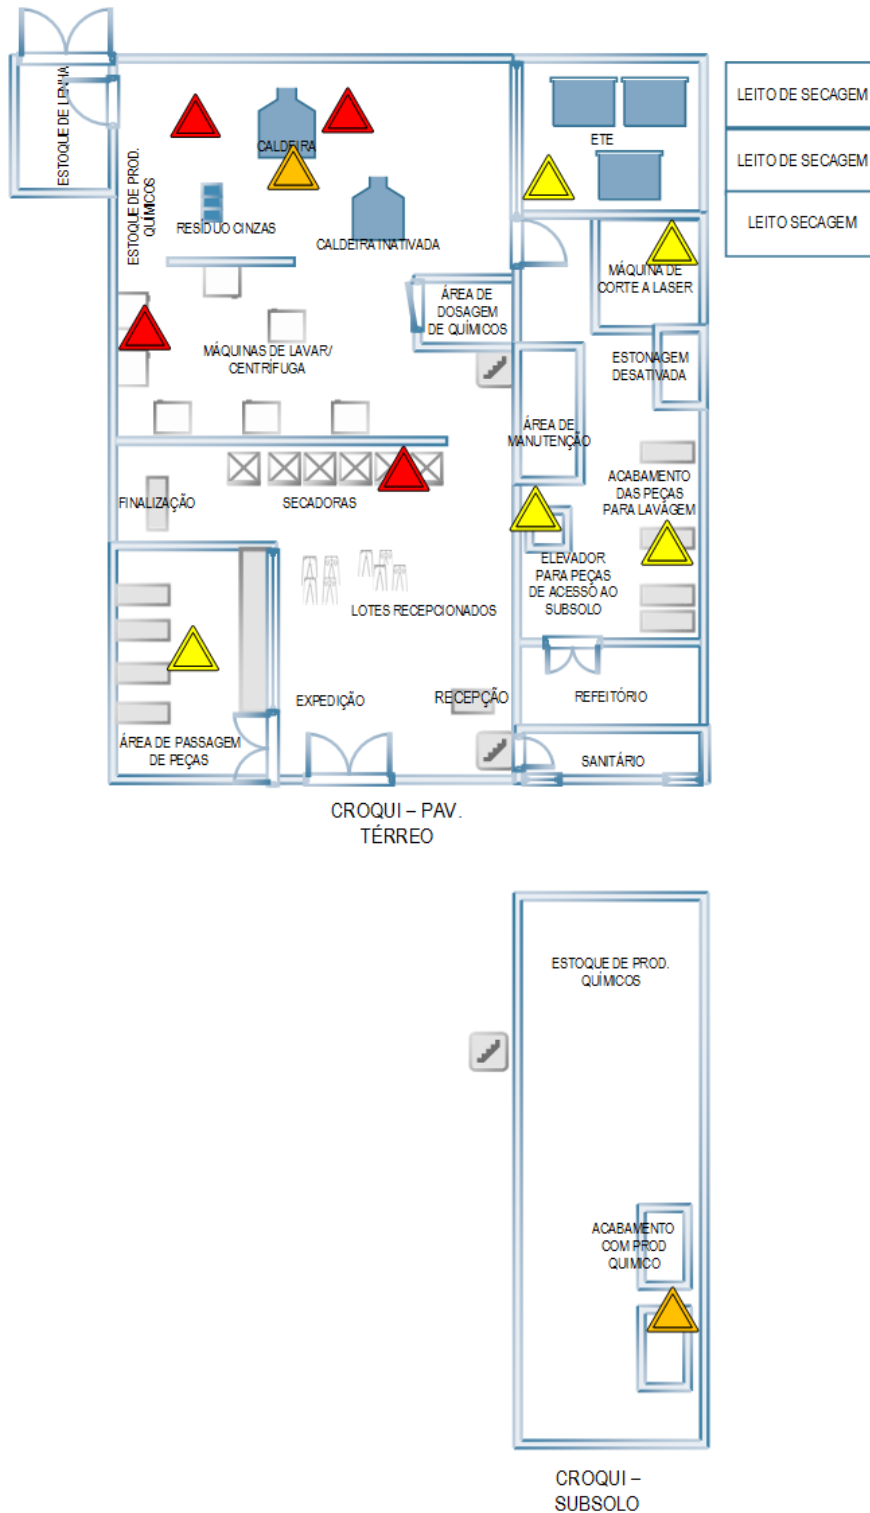 ESTOQUE DE LENHA
ESTOQUE DE PROD.
QUÍMICOS
CALDEIRA
RESÍDUO CINZAS
CALDEIRA INATIVADA
ETE
LEITO DE SECAGEM
LEITO DE SECAGEM
LEITO SECAGEM
MÁQUINA DE
CORTE A LASER
ÁREA DE
DOSAGEM
DE QUÍMICOS
MÁQUINAS DE LAVAR/
CENTRÍFUGA
ESTONAGEM
DESATIVADA
ÁREA DE
MANUTENÇÃO
FINALIZAÇÃO
SECADORAS
ACABAMENTO
DAS PEÇAS
PARA LAVAGEM
ELEVADOR
PARA PEÇAS
DE ACESSO AO
SUBSOLO
LOTES RECEPCIONADOS
EXPEDIÇÃO
RECEPÇÃO
REFEITÓRIO
ÁREA DE PASSAGEM
DE PEÇAS
SANITÁRIO
CROQUI – PAV.
TÉRREO
ESTOQUE DE PROD.
QUÍMICOS
ACABAMENTO
COM PROD
QUIMICO
CROQUI –
SUBSOLO